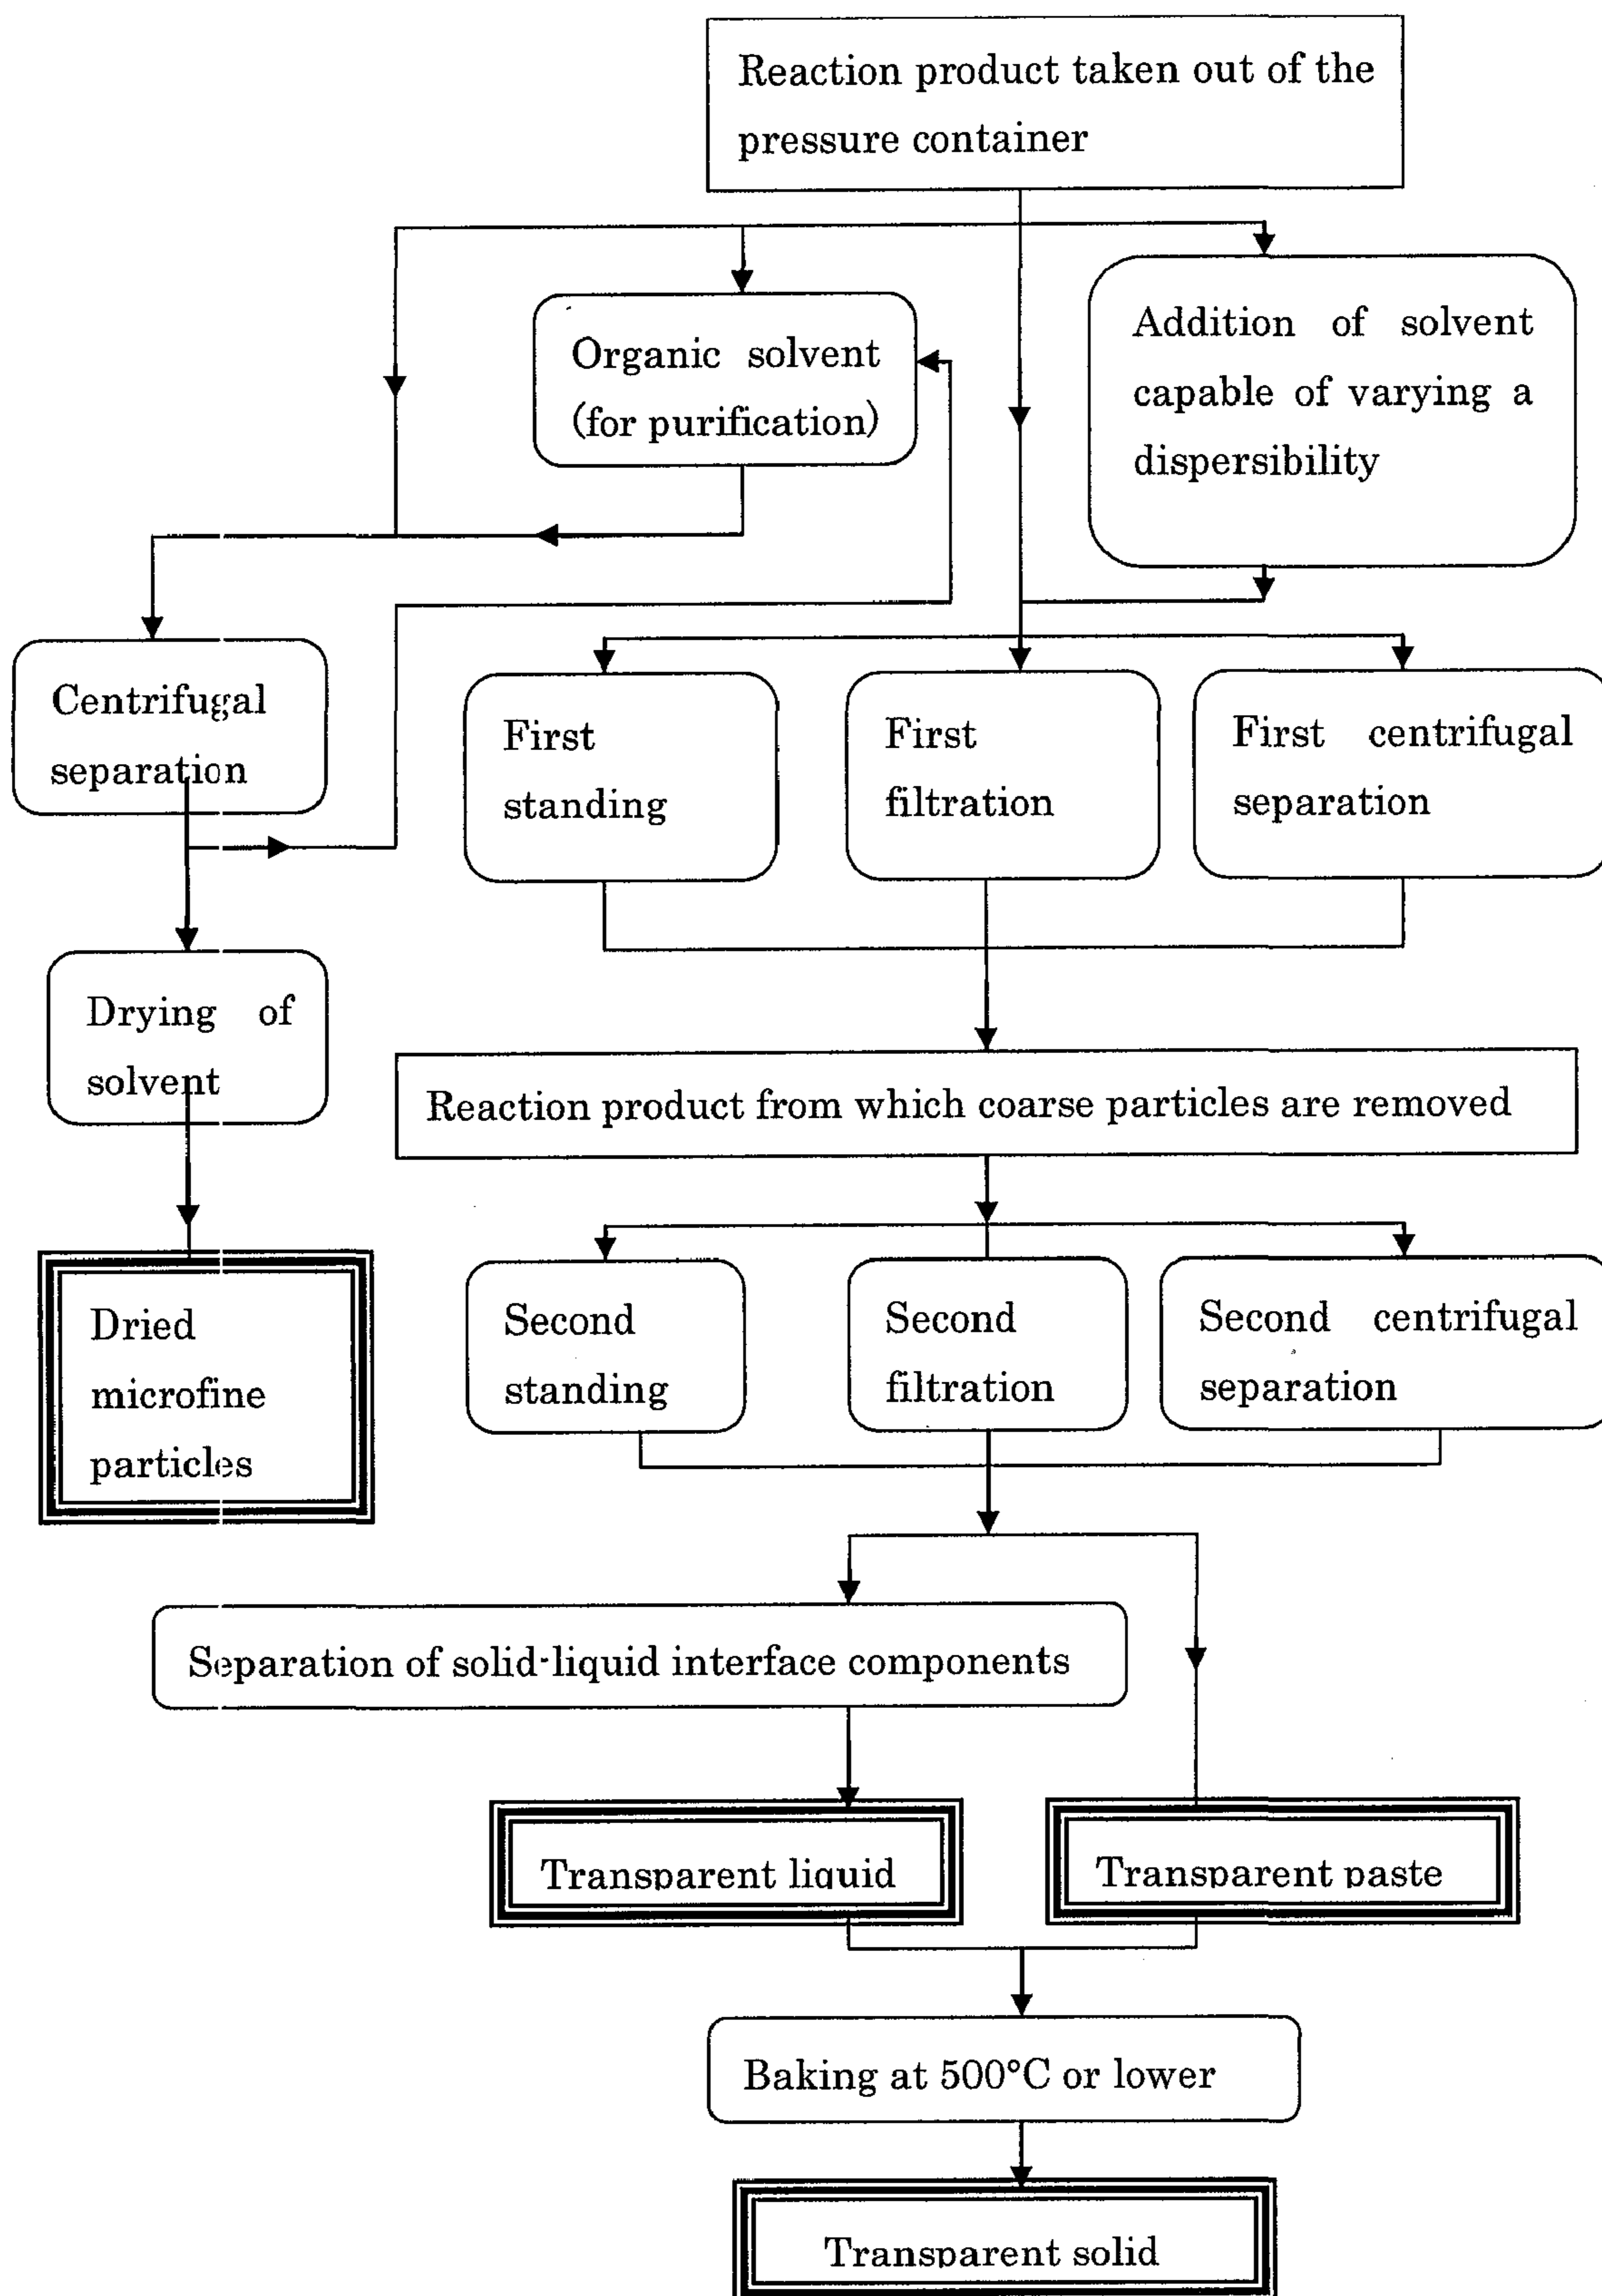 Reaction product taken out of the
pressure container
Organic solvent
(for purification)
Addition of solvent
capable of varying a
dispersibility
Centrifugal
separation
First
standing
First
filtration
First centrifugal
separation
Drying of
solvent
Reaction product from which coarse particles are removed
Dried
microfine
particles
Second
standing
Second
filtration
Second centrifugal
separation
Separation of solid-liquid interface components
Transparent liquid
Transparent paste
Baking at 500°C or lower
Transparent solid